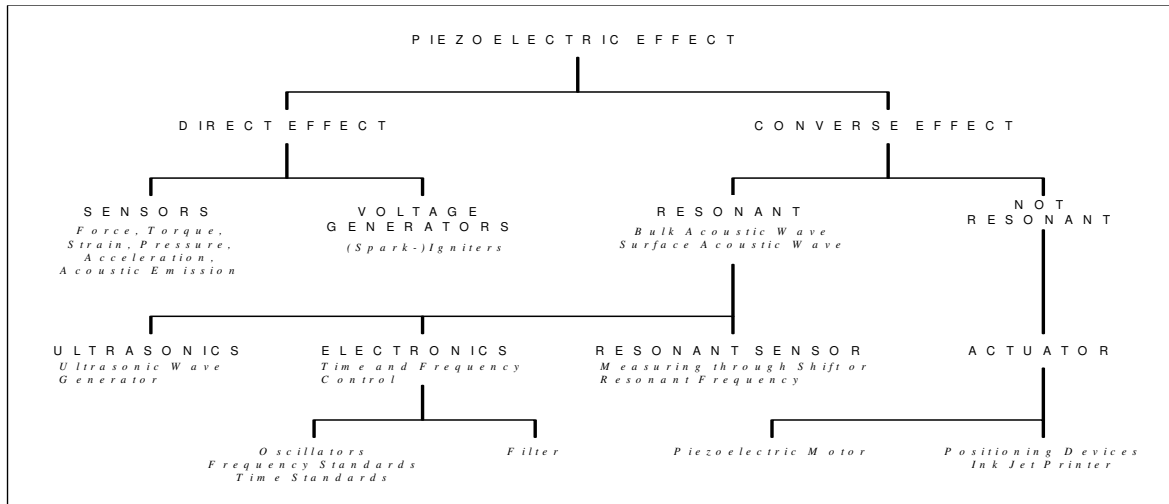 PIEZOELECTRIC EFFECT
DIRECT EFFECT
CONVERSE EFFECT
SENSORS
Force, Torque,
Strain, Pressure,
Acceleration,
Acoustic Emission
VOLTAGE
GENERATORS
(Spark-)Igniters
RESONANT
Bulk Acoustic Wave
Surface Acoustic Wave
NOT
RESONANT
ULTRASONICS
Ultrasonic Wave
Generator
ELECTRONICS
Time and Frequency
Control
RESONANT SENSOR
Measuring through Shift or
Resonant Frequency
ACTUATOR
Oscillators
Frequency Standards
Time Standards
Filter
Piezoelectric Motor
Positioning Devices
Ink Jet Printer